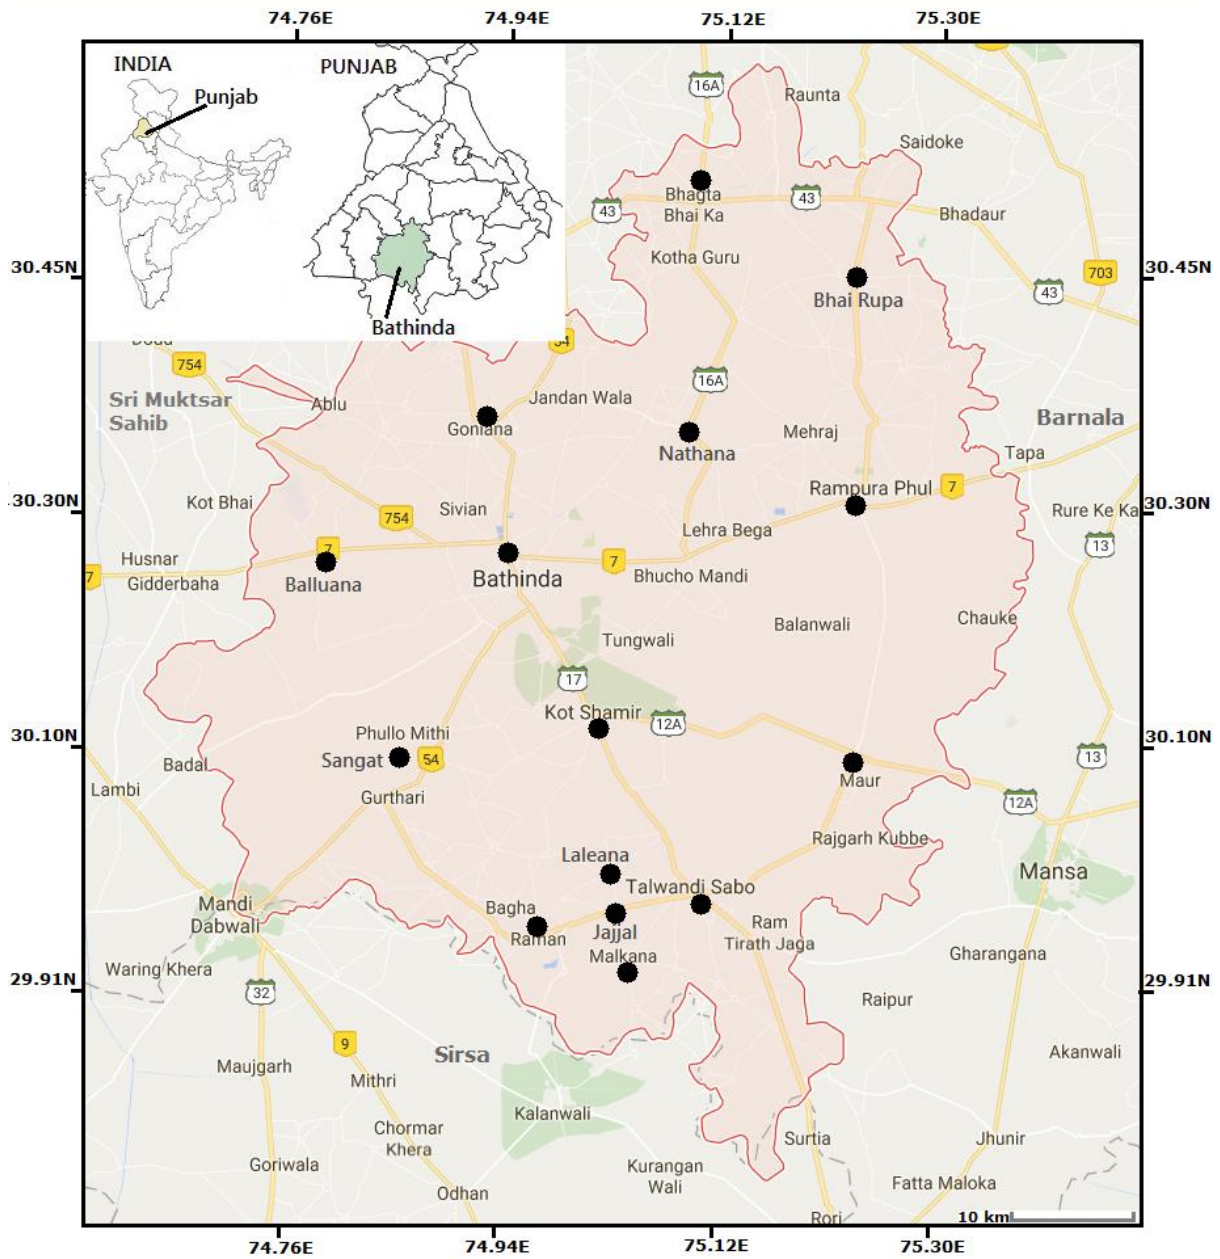 74.76E 74.94E 75.12E 75.30E
INDIA
PUNJAB
Punjab
Bathinda
16A
Raunta
Saidoke
Bhagta
Bhai Ka
43
43
Bhadaur
Kotha Guru
30.45N
30.45N
703
43
Bhai Rupa
54
754
16A
Sri Muktsar
Sahib
Ablu
Jandan Wala
Goniana
Mehraj
Barnala
Nathana
Tapa
Kot Bhai
Rampura Phul
7
30.30N
30.30N
Sivian
754
Lehra Bega
Rure Ke Ka
13
Husnar
7
7
Gidderbaha
7
Balluana
Bathinda
Bhucho Mandi
Chauke
Balanwali
Tungwali
17
Kot Shamir
12A
Phullo Mithi
30.10N
30.10N
Sangat
54
Badal
13
Maur
Lambi
Gurthari
12A
Rajgarh Kubbe
Laleana
Mansa
Talwandi Sabo
Mandi
Dabwali
Bagha
Raman
Jajjal
Ram
Tirath Jaga
Malkana
Gharangana
Waring Khera
29.91N
29.91N
32
Raipur
9
Sirsa
Akanwali
Maujgarh
Mithri
Kalanwali
Chormar
Khera
Surtia
Jhunir
Goriwala
Kurangan
Wali
Odhan
Fatta Maloka
Rori
10 km
74.76E 74.94E 75.12E 75.30E